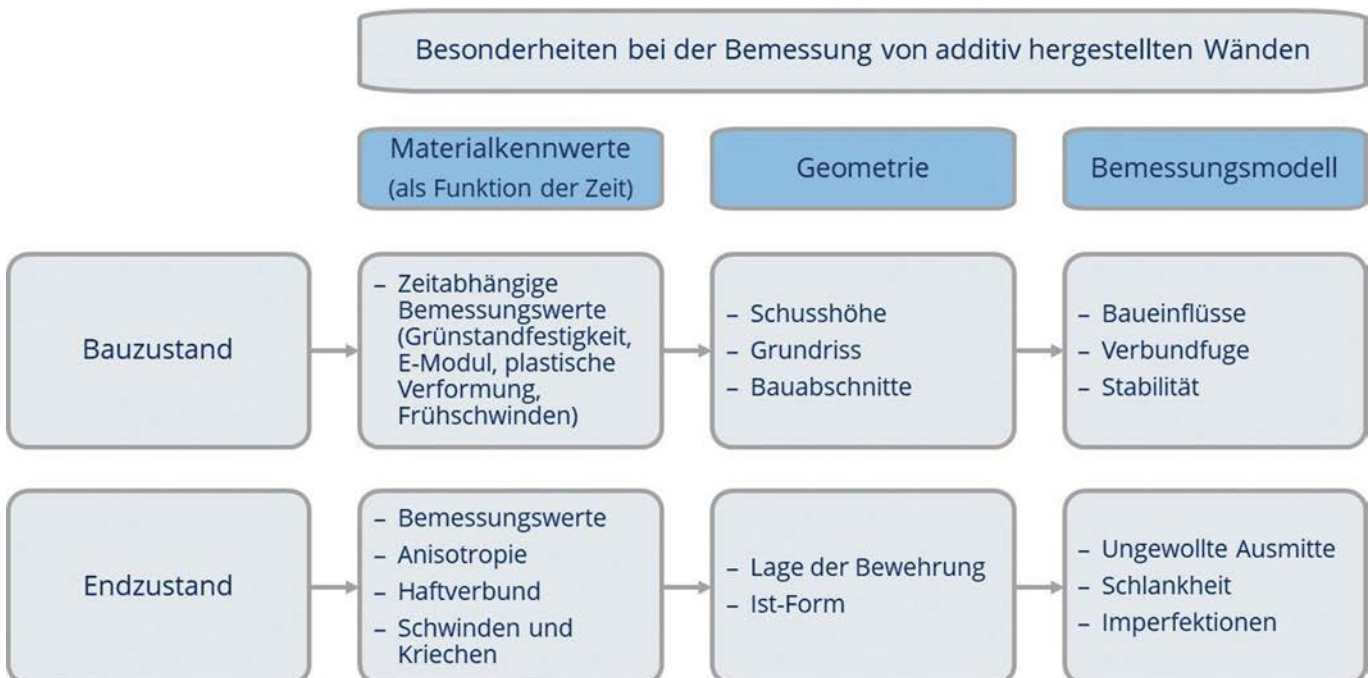 Besonderheiten bei der Bemessung von additiv hergestellten Wänden
Materialkennwerte
(als Funktion der Zeit)
Geometrie
Bemessungsmodell
Bauzustand
– Zeitabhängige
Bemessungswerte
(Grünstandfestigkeit,
E-Modul, plastische
Verformung,
Frühschwinden)
– Schusshöhe
– Grundriss
– Bauabschnitte
– Baueinflüsse
– Verbundfuge
– Stabilität
Endzustand
– Bemessungswerte
– Anisotropie
– Haftverbund
– Schwinden und
Kriechen
– Lage der Bewehrung
– Ist-Form
– Ungewollte Ausmitte
– Schlankheit
– Imperfektionen